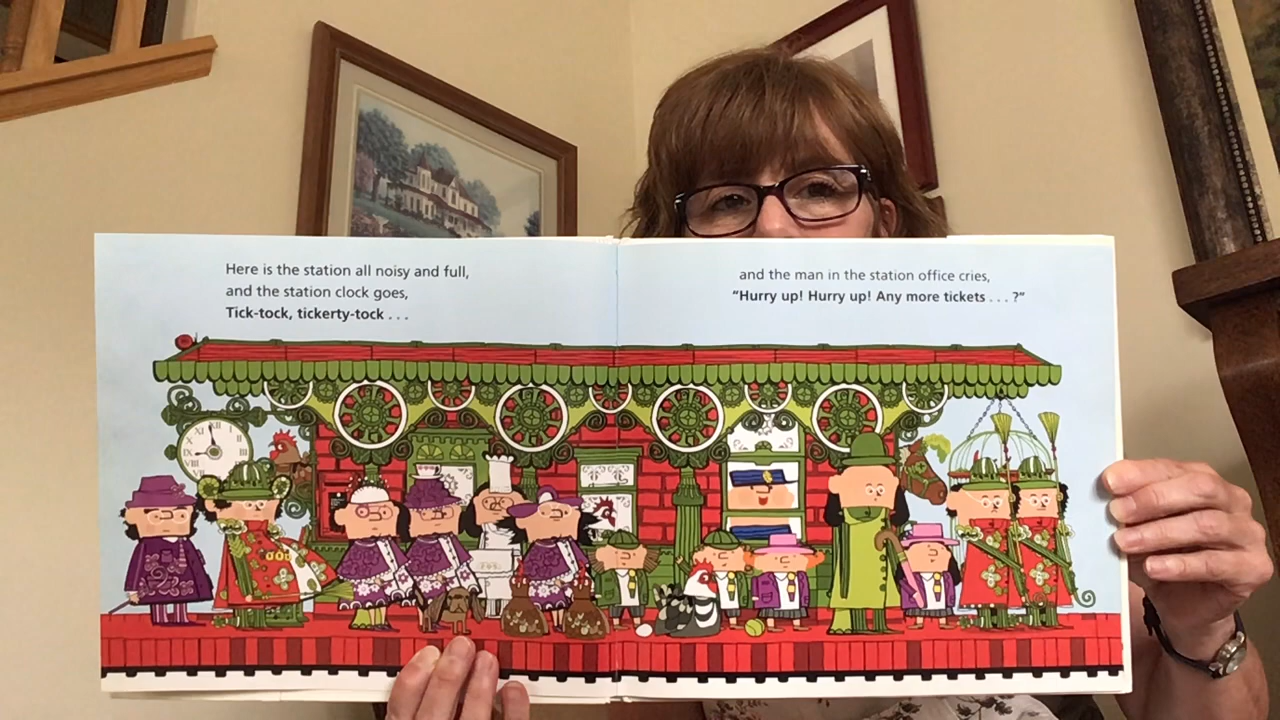 Here is the station all noisy and full,
and the station clock goes,
Tick-tock, tickerty-tock . . .
and the man in the station office cries,
“Hurry up! Hurry up! Any more tickets . . . ?”